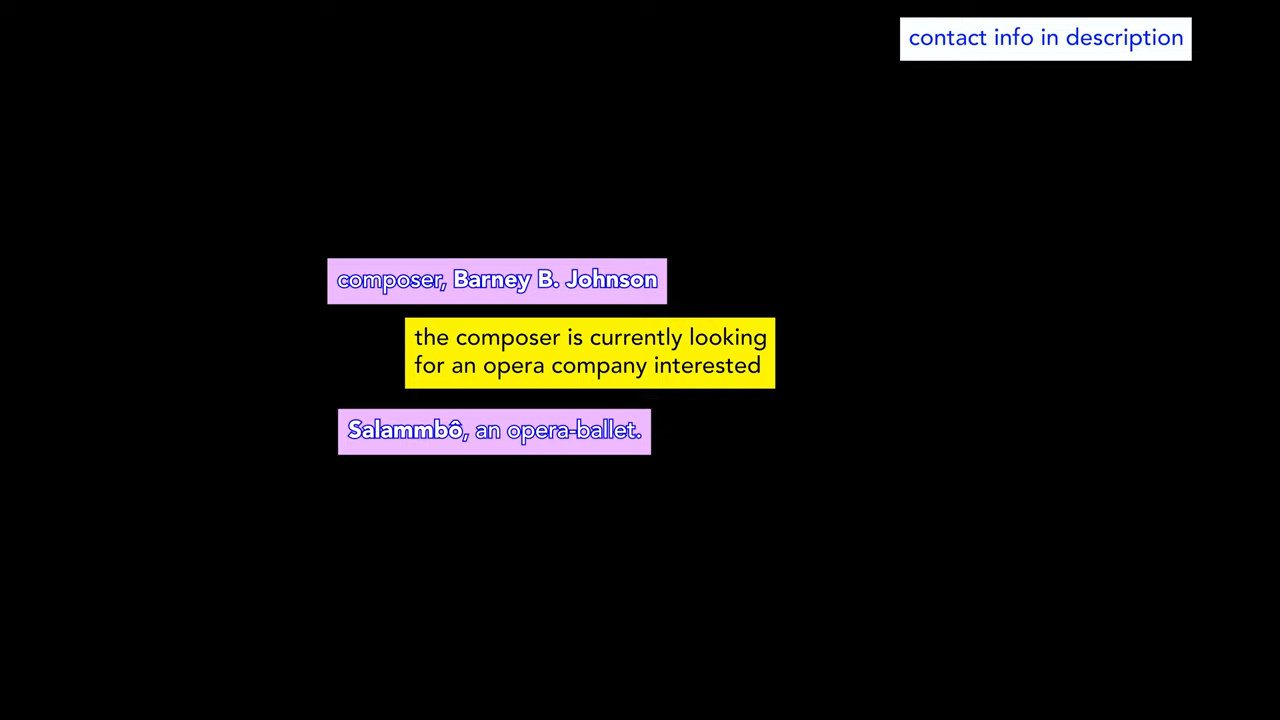 contact info in description
composer, Barney B. Johnson
the composer is currently looking
for an opera company interested
Salammbô, an opera-ballet.